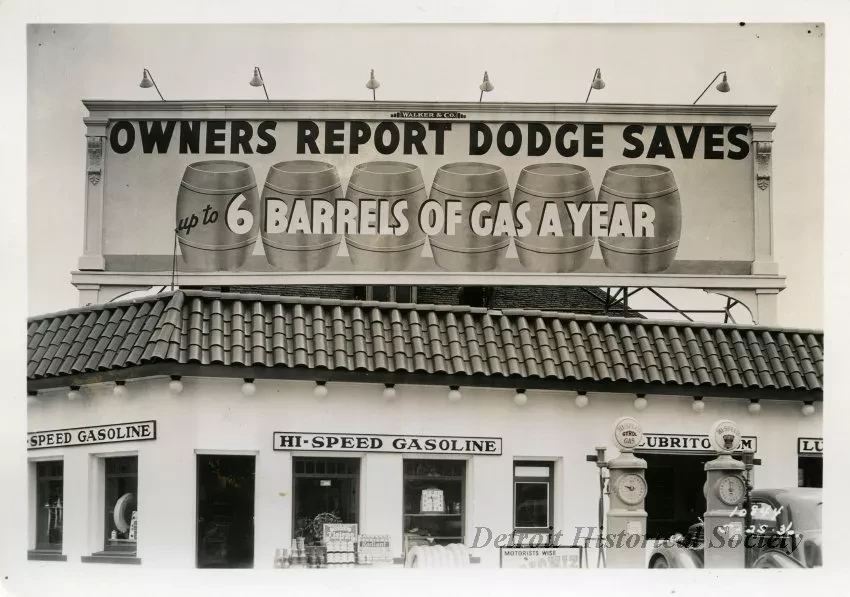 WALKER & CO.
OWNERS REPORT DODGE SAVES
up to 6 BARRELS OF GAS A YEAR
-SPEED GASOLINE
HI-SPEED GASOLINE
LUBRITO
M
LU
10844
Detroit Historical Society
MOTORISTS WISE